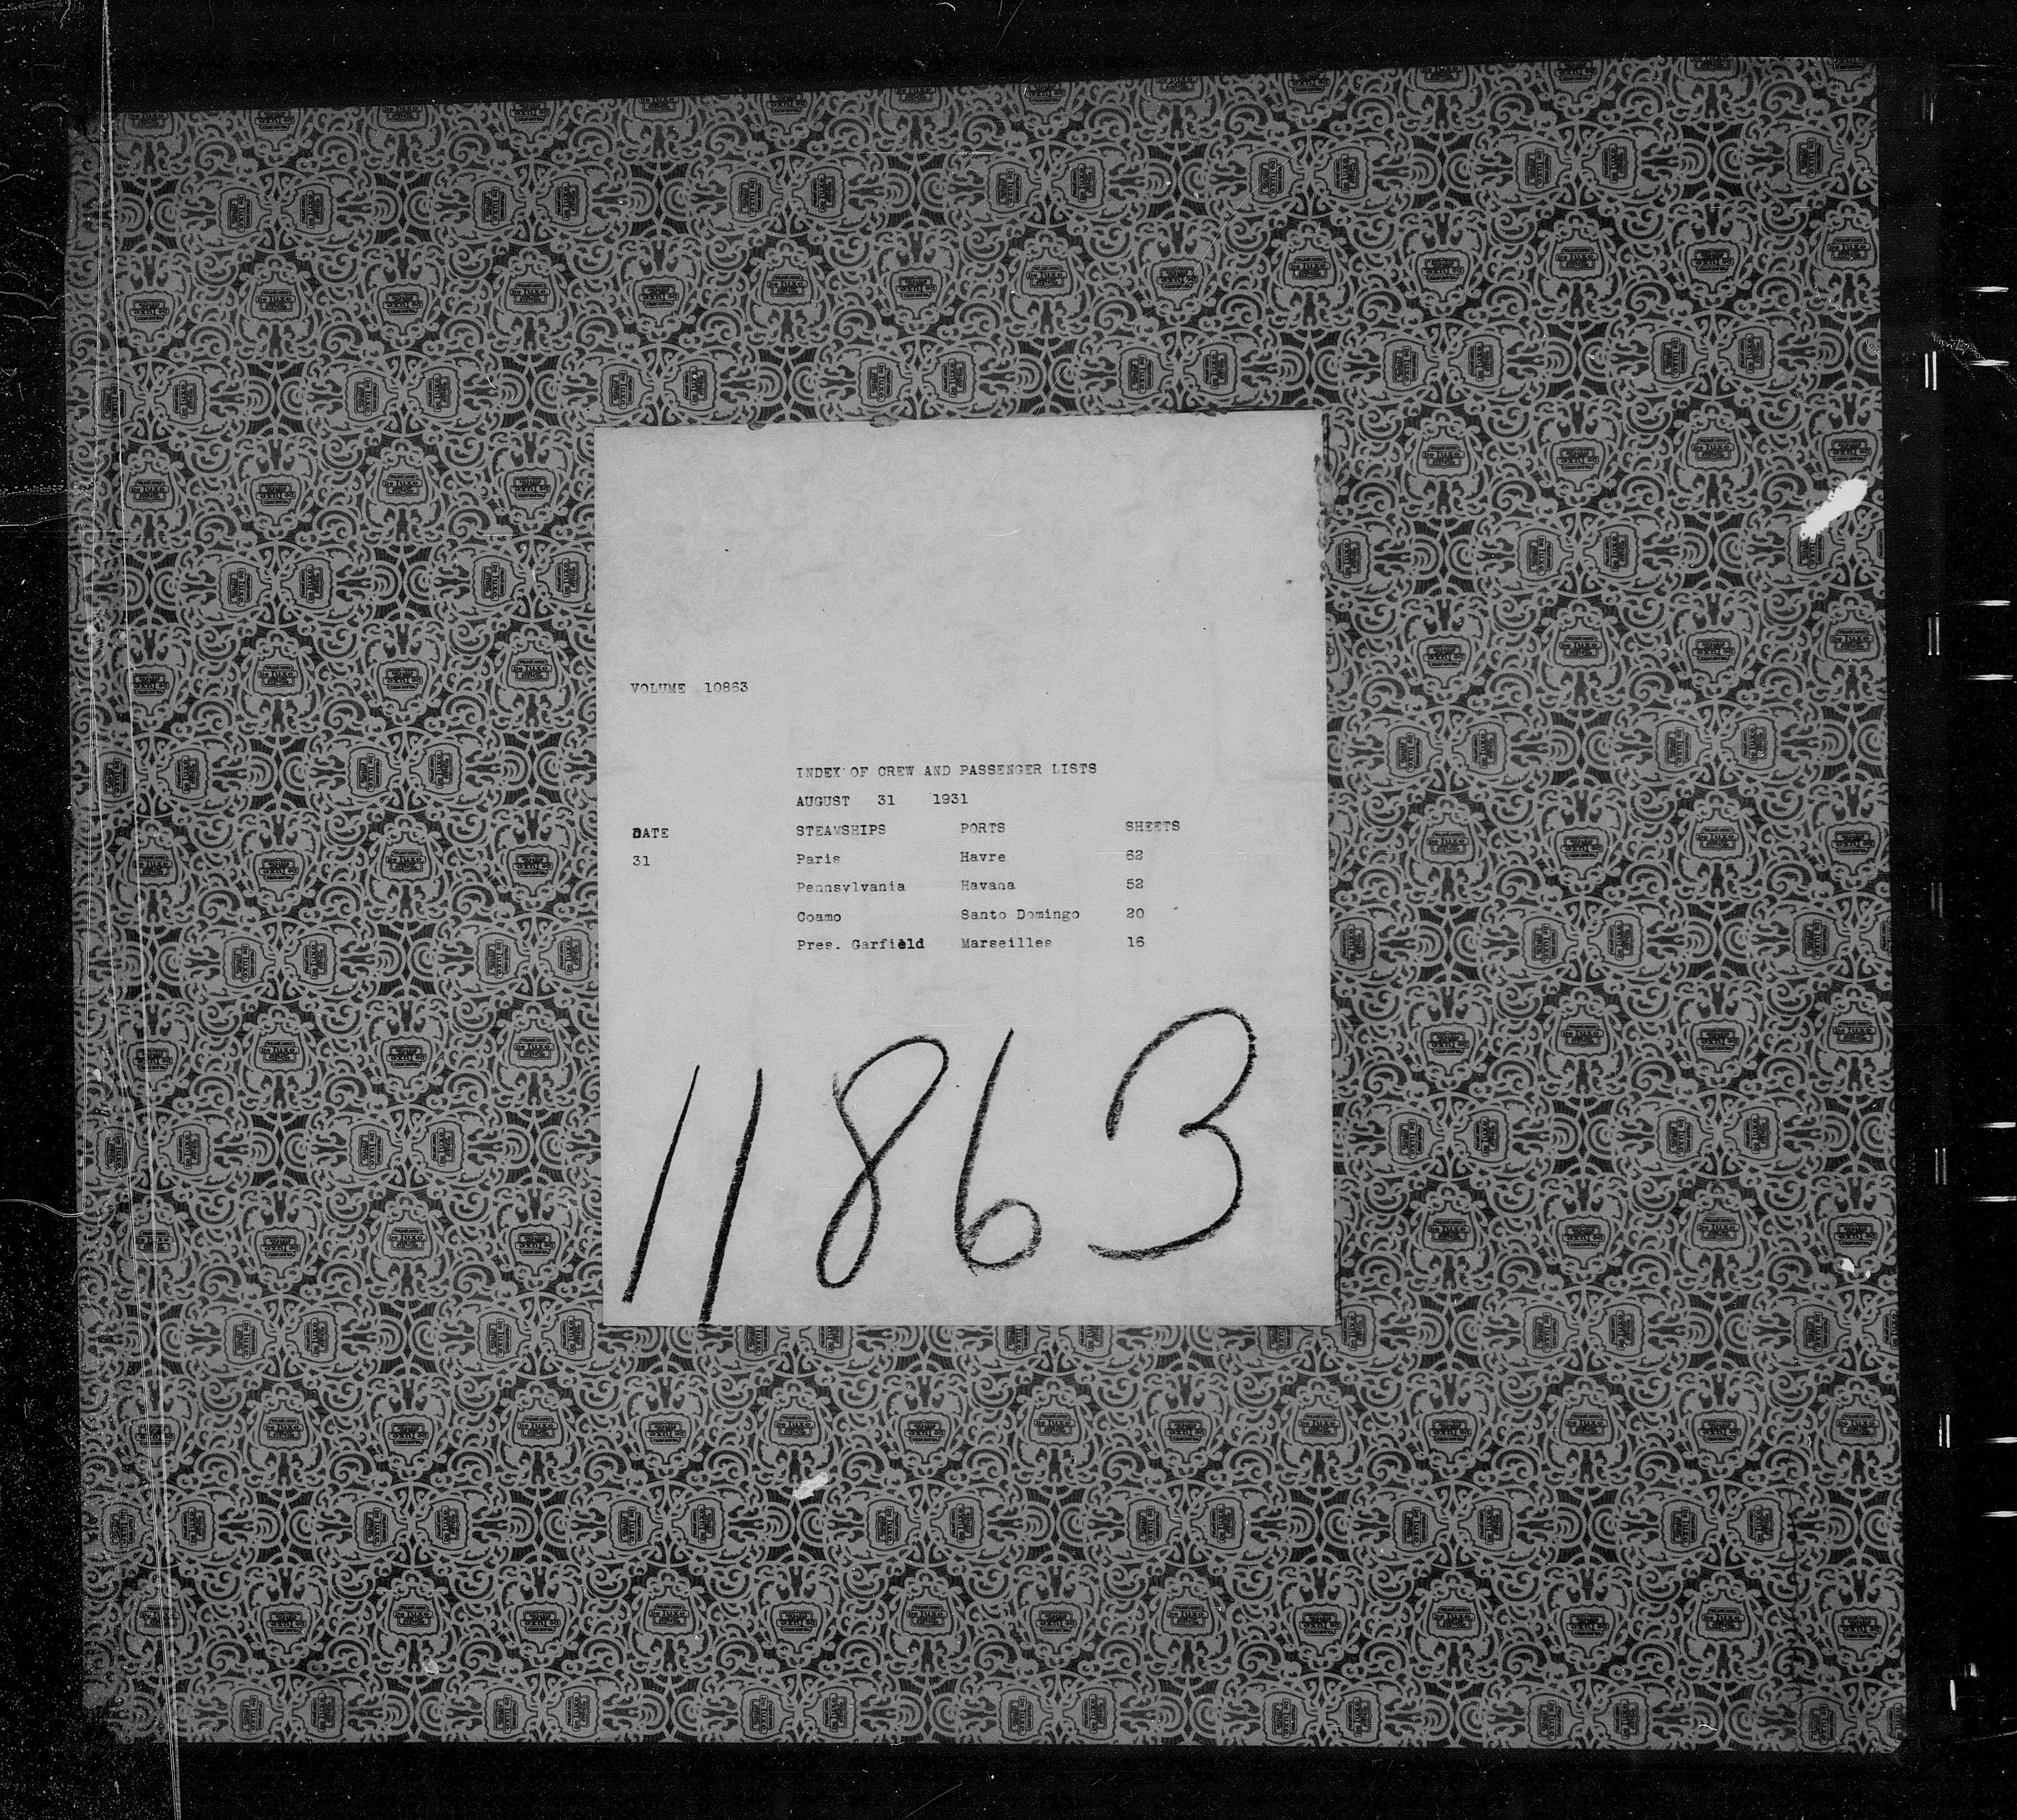 VOLUME 10863
INDEX OF CREW AND PASSENGER LISTS
AUGUST 31 1931
DATE STEAMSHIPS PORTS SHEETS
31 Paris Havre 62
Pennsylvania Havana 52
Coamo Santo Domingo 20
Pres. Garfield Marseilles 16
11863